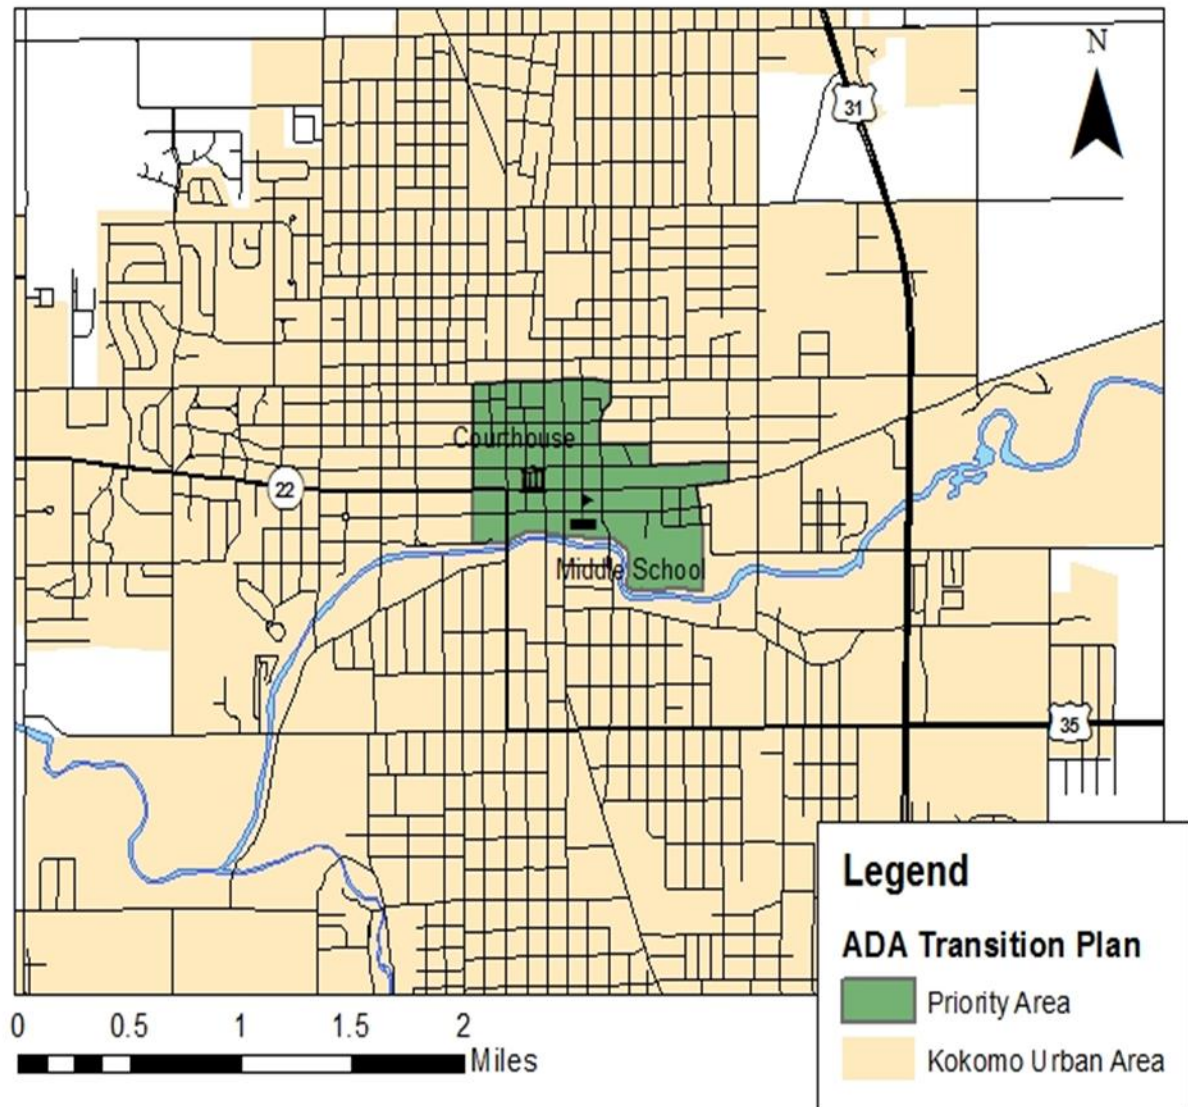 N
31
Courthouse
22
Middle School
35
Legend
ADA Transition Plan
Priority Area
Kokomo Urban Area
0 0.5 1 1.5 2
Miles